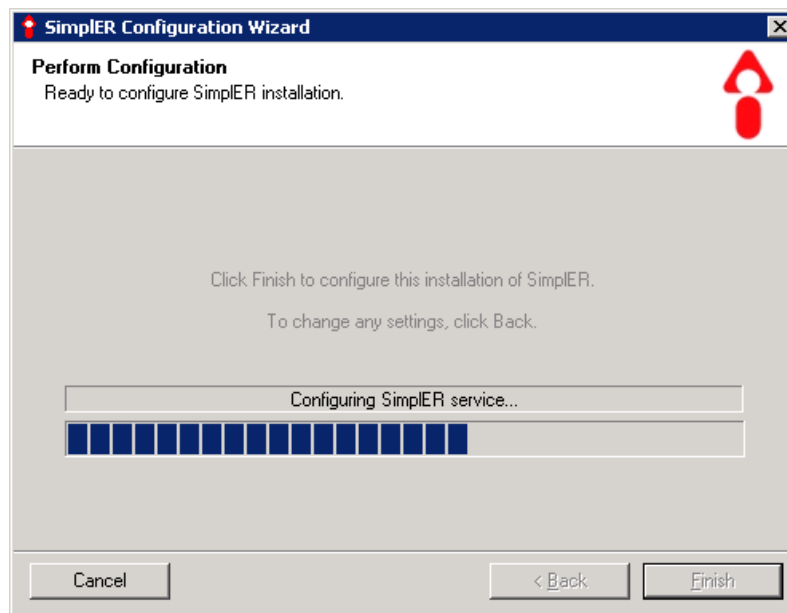 SimplER Configuration Wizard
Perform Configuration
Ready to configure SimplER installation.
Click Finish to configure this installation of SimplER.
To change any settings, click Back.
Configuring SimplER service...
Cancel
< Back
Finish